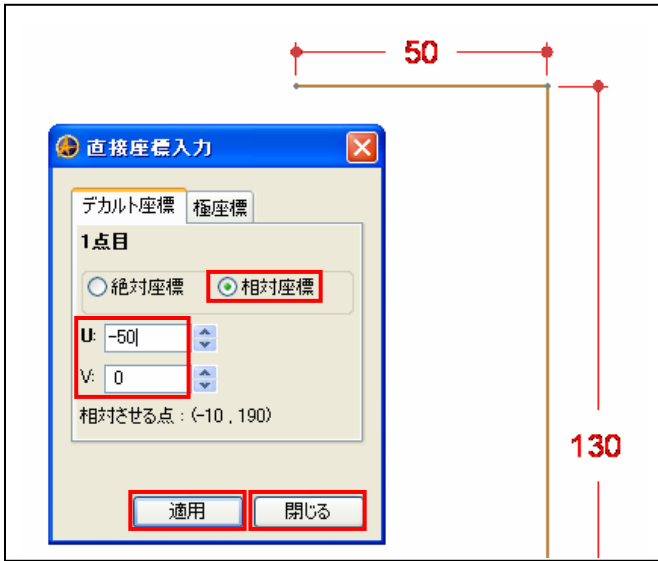 50
直接座標入力
デカルト座標 極座標
1点目
絶対座標 相対座標
U: -50
V: 0
相対させる点 : (-10 , 190)
130
適用 閉じる